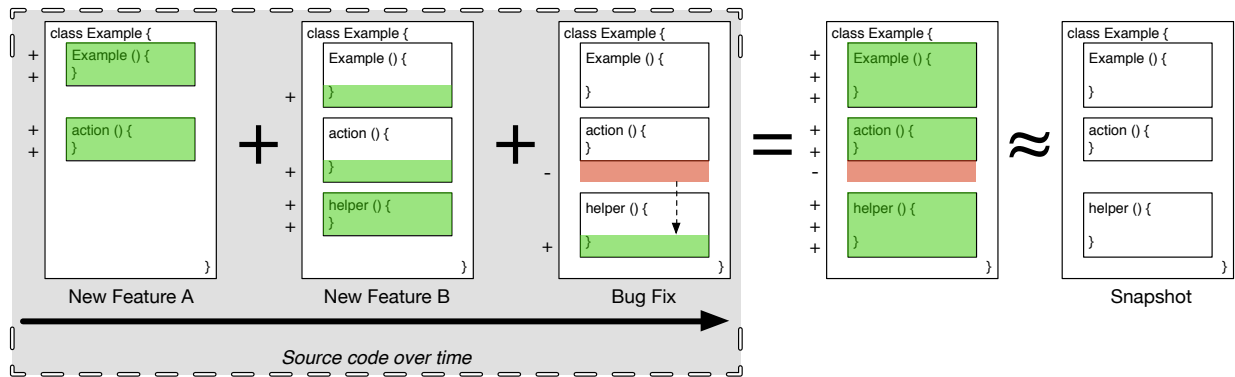 class Example {
+ Example () {
+ }
+ action () {
+ }
}
New Feature A
+
class Example {
Example () {
+ }
action () {
+ }
+ helper () {
+ }
}
New Feature B
+
class Example {
Example () {
}
action () {
}
-
helper () {
+ }
}
Bug Fix
Source code over time
=
class Example {
+ Example () {
+
+ }
+ action () {
+ }
-
+ helper () {
+
+ }
}
≈
class Example {
Example () {
}
action () {
}
helper () {
}
}
Snapshot